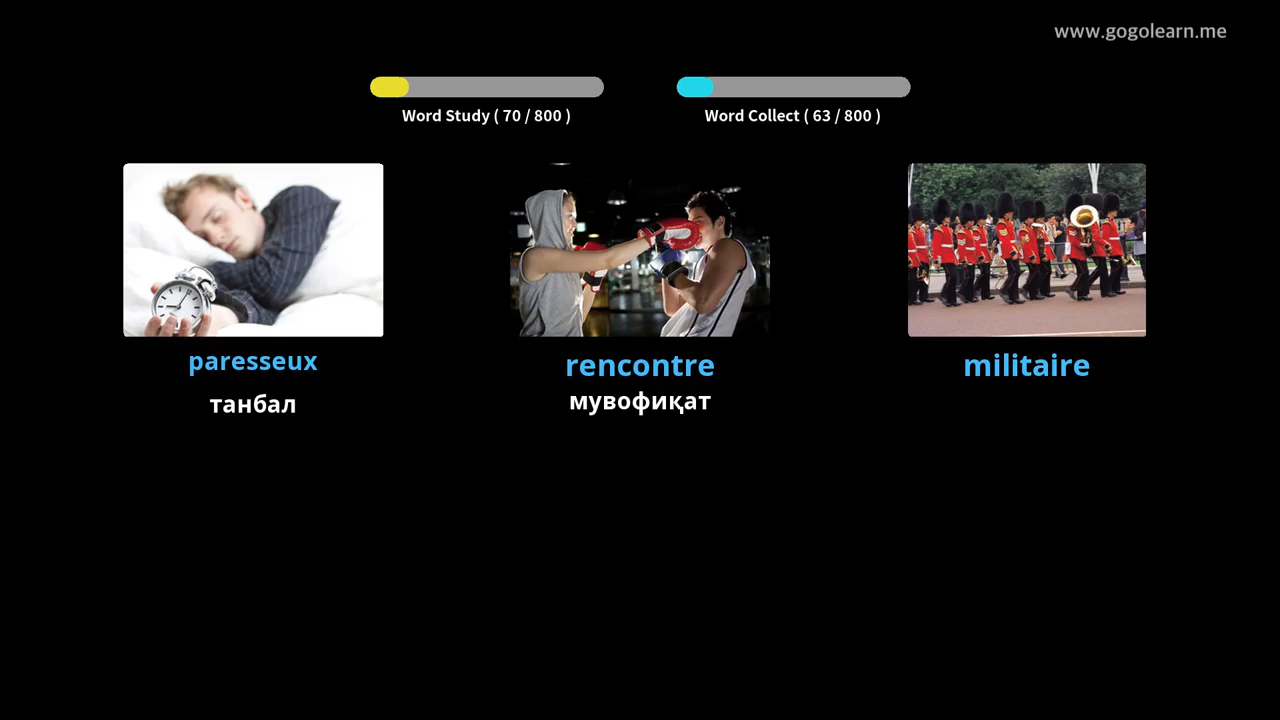 www.gogolearn.me
Word Study ( 70 / 800 )
Word Collect ( 63 / 800 )
paresseux
rencontre
militaire
танбал
мувофиқат